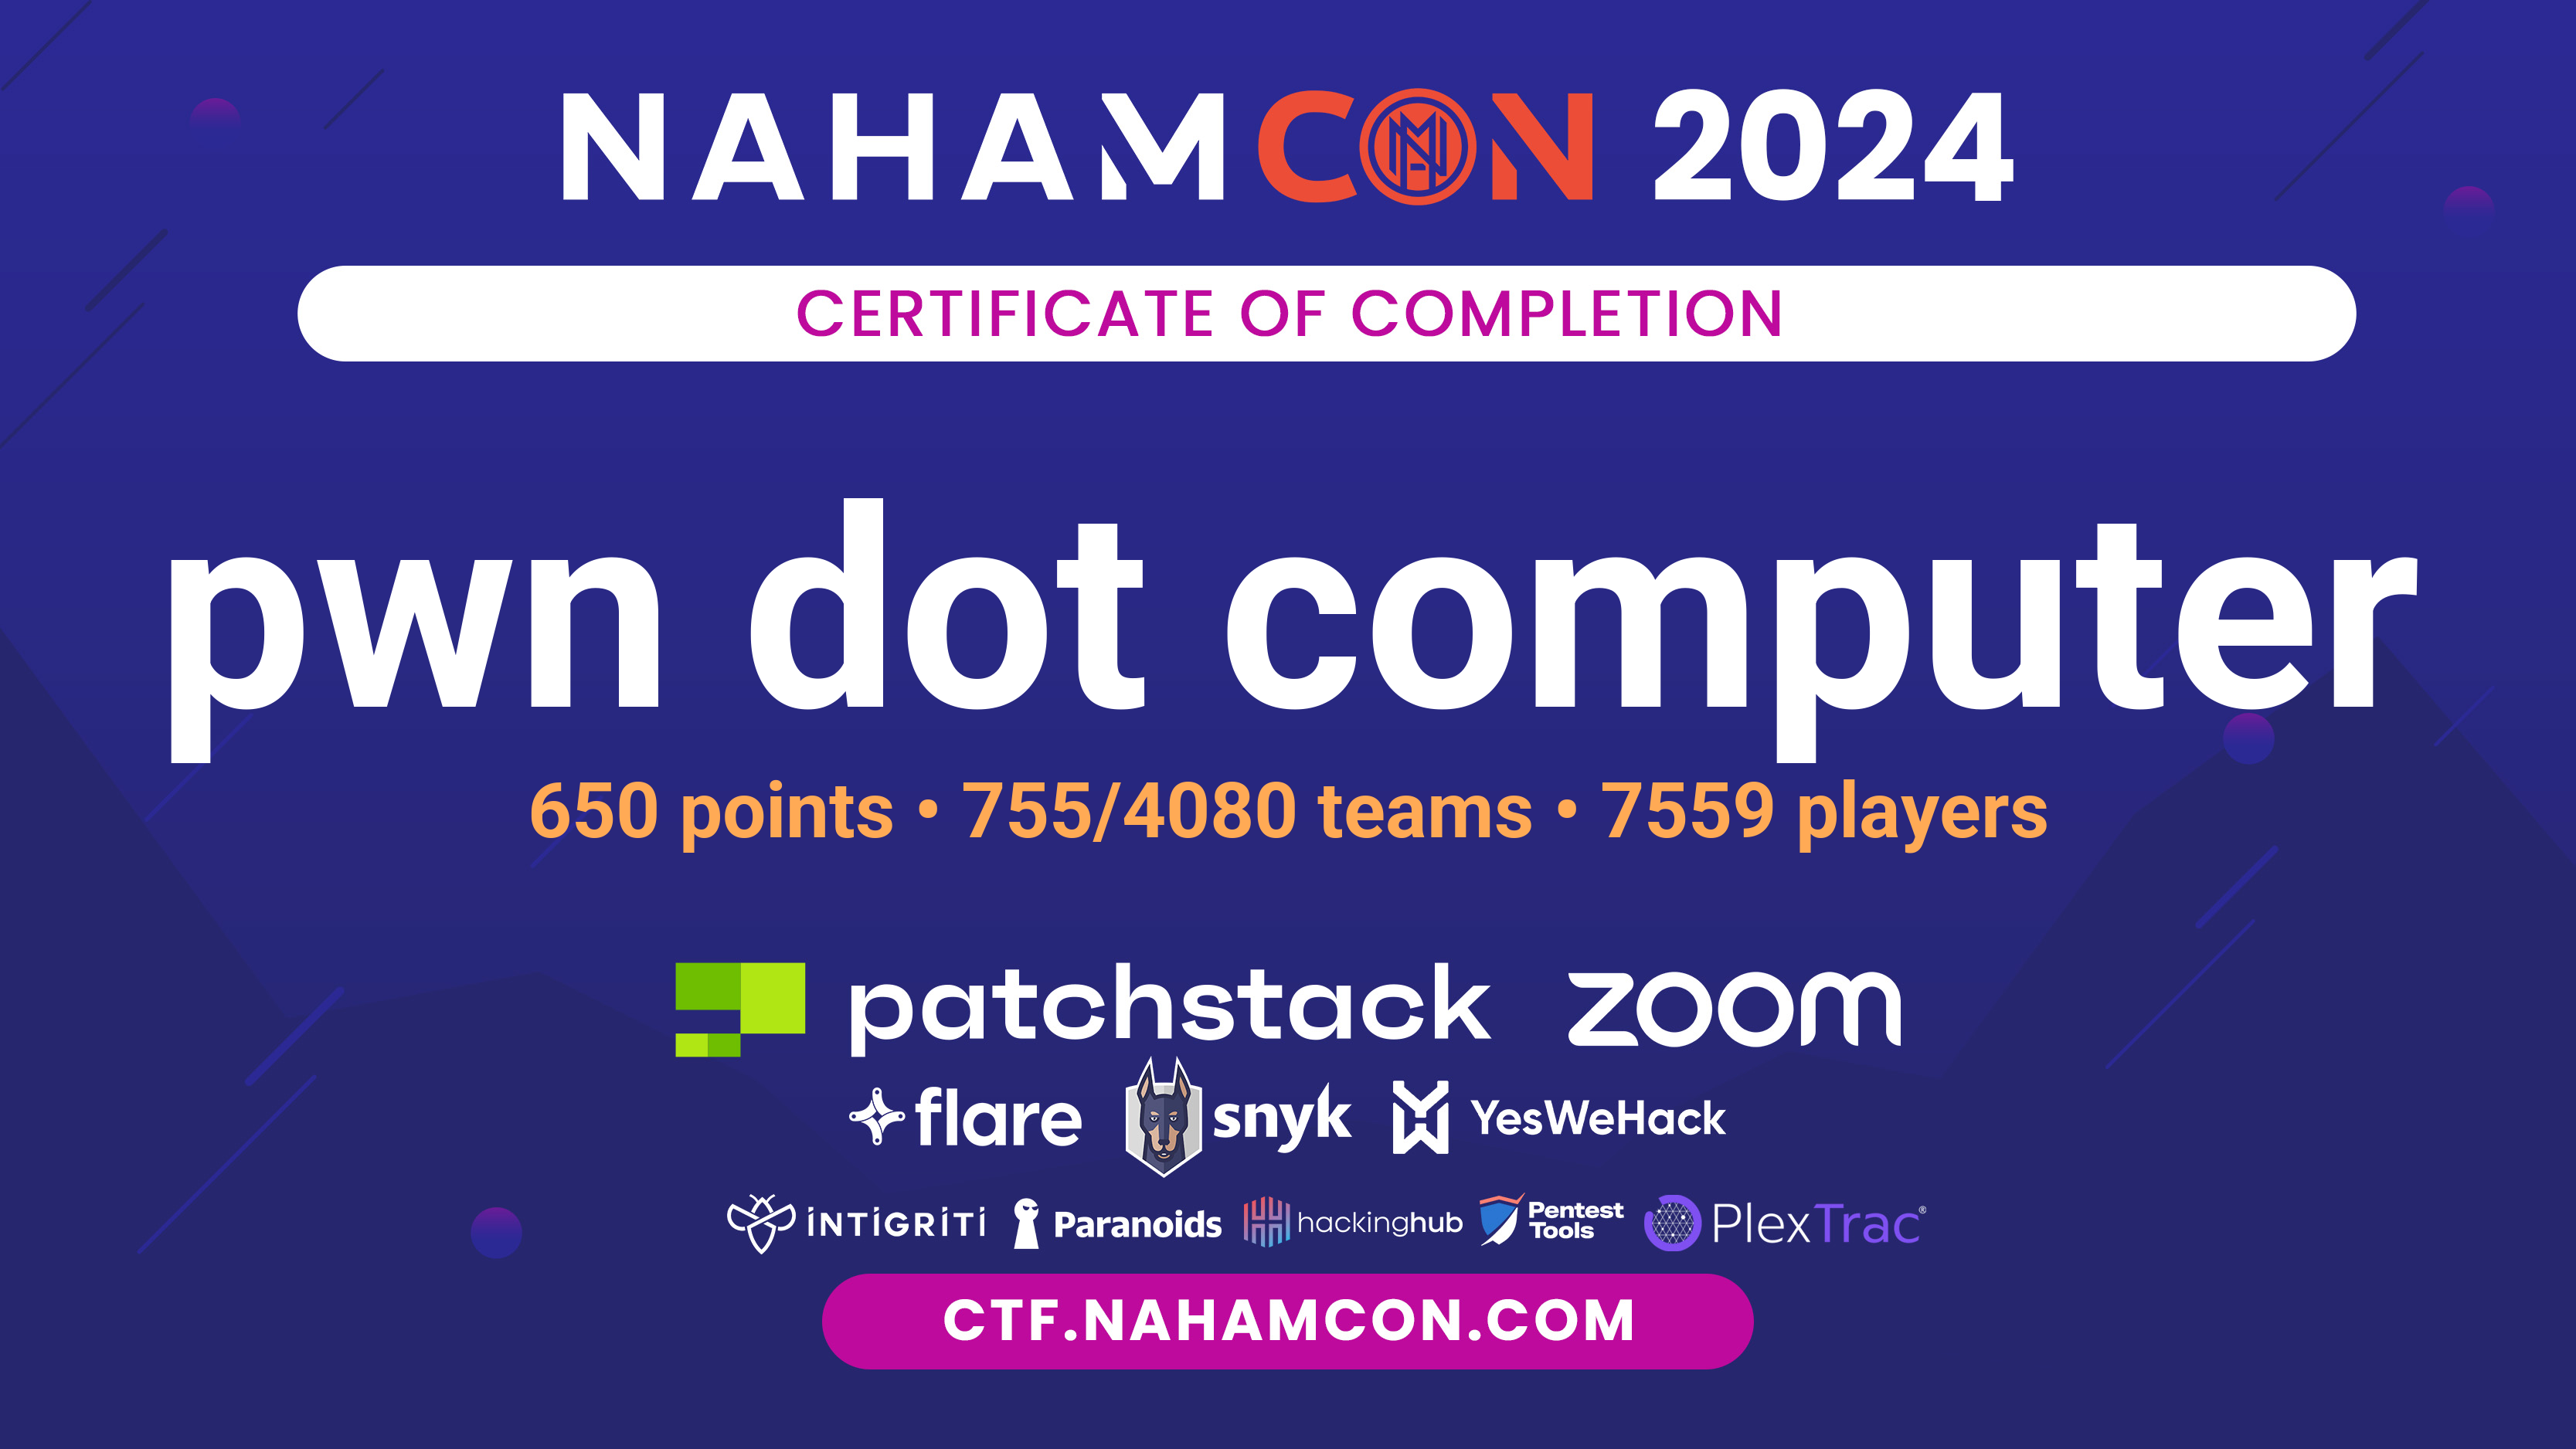 NAHAMCON 2024
CERTIFICATE OF COMPLETION
pwn dot computer
650 points • 755/4080 teams • 7559 players
patchstack zoom
flare snyk YesWeHack
INTIGRITI Paranoids hackinghub Pentest Tools PlexTrac®
CTF.NAHAMCON.COM